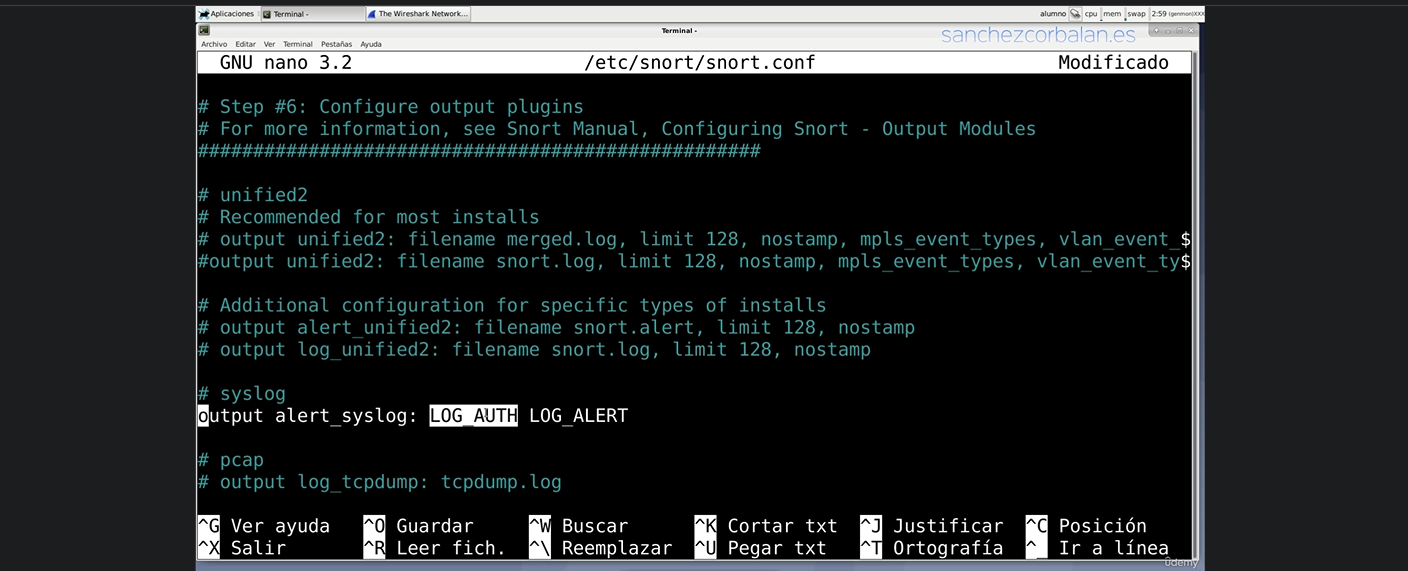 Aplicaciones Terminal - The Wireshark Network... alumno cpu mem swap 2:59 (genmon)XXX
Terminal -
sanchezcorbalan.es
Archivo Editar Ver Terminal Pestañas Ayuda
GNU nano 3.2 /etc/snort/snort.conf Modificado
# Step #6: Configure output plugins
# For more information, see Snort Manual, Configuring Snort - Output Modules
###################################################
# unified2
# Recommended for most installs
# output unified2: filename merged.log, limit 128, nostamp, mpls_event_types, vlan_event_$
#output unified2: filename snort.log, limit 128, nostamp, mpls_event_types, vlan_event_ty$
# Additional configuration for specific types of installs
# output alert_unified2: filename snort.alert, limit 128, nostamp
# output log_unified2: filename snort.log, limit 128, nostamp
# syslog
output alert_syslog: LOG_AUTH LOG_ALERT
# pcap
# output log_tcpdump: tcpdump.log
^G Ver ayuda ^O Guardar ^W Buscar ^K Cortar txt ^J Justificar ^C Posición
^X Salir ^R Leer fich. ^\ Reemplazar ^U Pegar txt ^T Ortografía ^_ Ir a línea
ûdemy